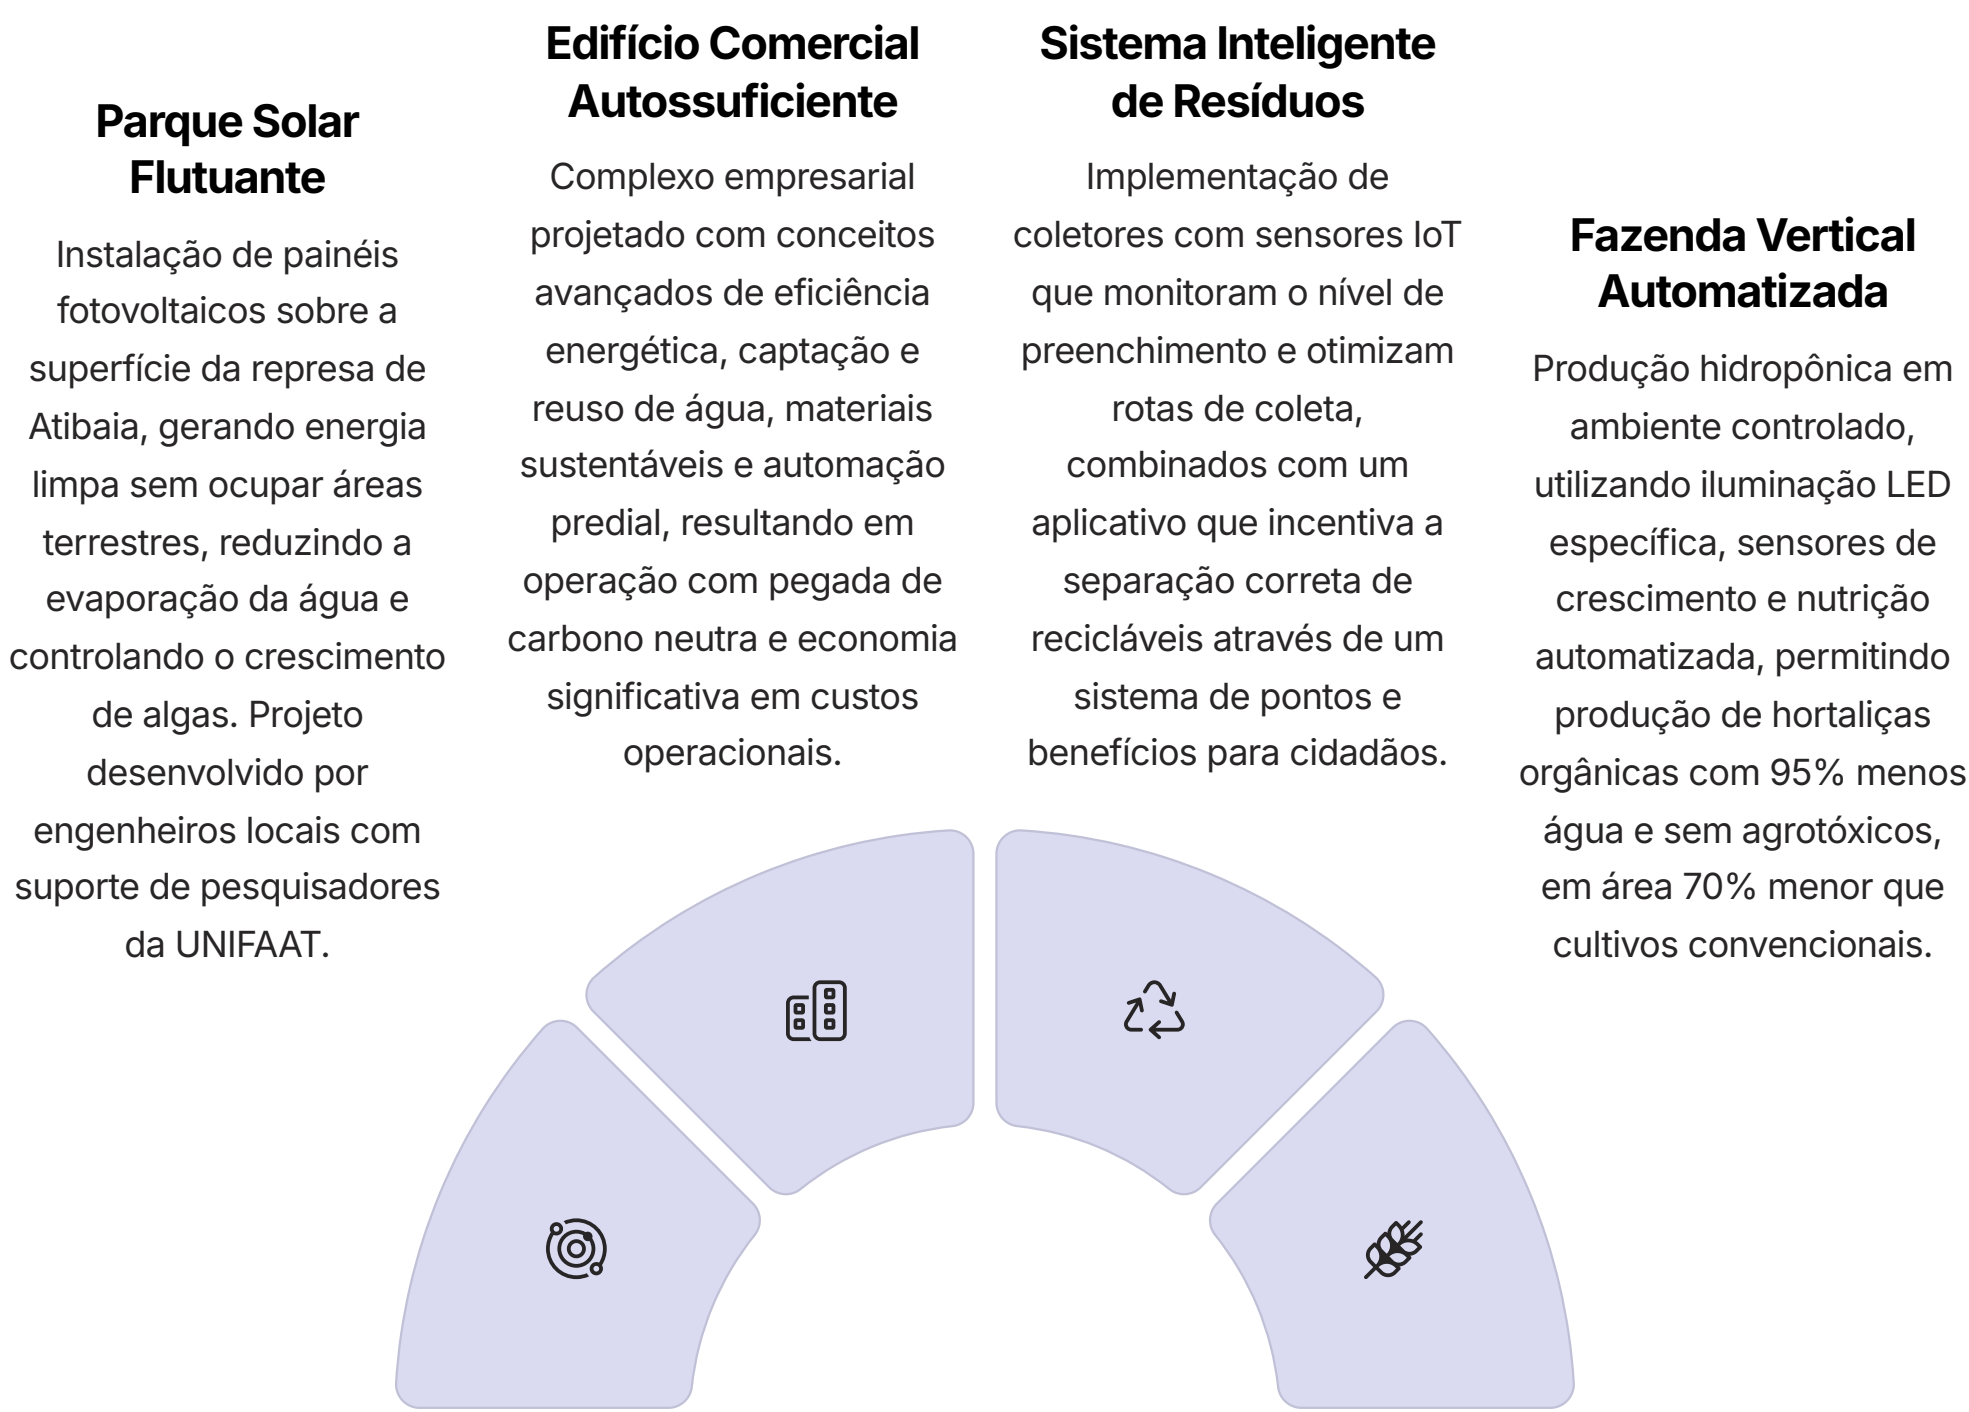 Parque Solar
Flutuante
Instalação de painéis
fotovoltaicos sobre a
superfície da represa de
Atibaia, gerando energia
limpa sem ocupar áreas
terrestres, reduzindo a
evaporação da água e
controlando o crescimento
de algas. Projeto
desenvolvido por
engenheiros locais com
suporte de pesquisadores
da UNIFAAT.
Edifício Comercial
Autossuficiente
Complexo empresarial
projetado com conceitos
avançados de eficiência
energética, captação e
reuso de água, materiais
sustentáveis e automação
predial, resultando em
operação com pegada de
carbono neutra e economia
significativa em custos
operacionais.
Sistema Inteligente
de Resíduos
Implementação de
coletores com sensores IoT
que monitoram o nível de
preenchimento e otimizam
rotas de coleta,
combinados com um
aplicativo que incentiva a
separação correta de
recicláveis através de um
sistema de pontos e
benefícios para cidadãos.
Fazenda Vertical
Automatizada
Produção hidropônica em
ambiente controlado,
utilizando iluminação LED
específica, sensores de
crescimento e nutrição
automatizada, permitindo
produção de hortaliças
orgânicas com 95% menos
água e sem agrotóxicos,
em área 70% menor que
cultivos convencionais.